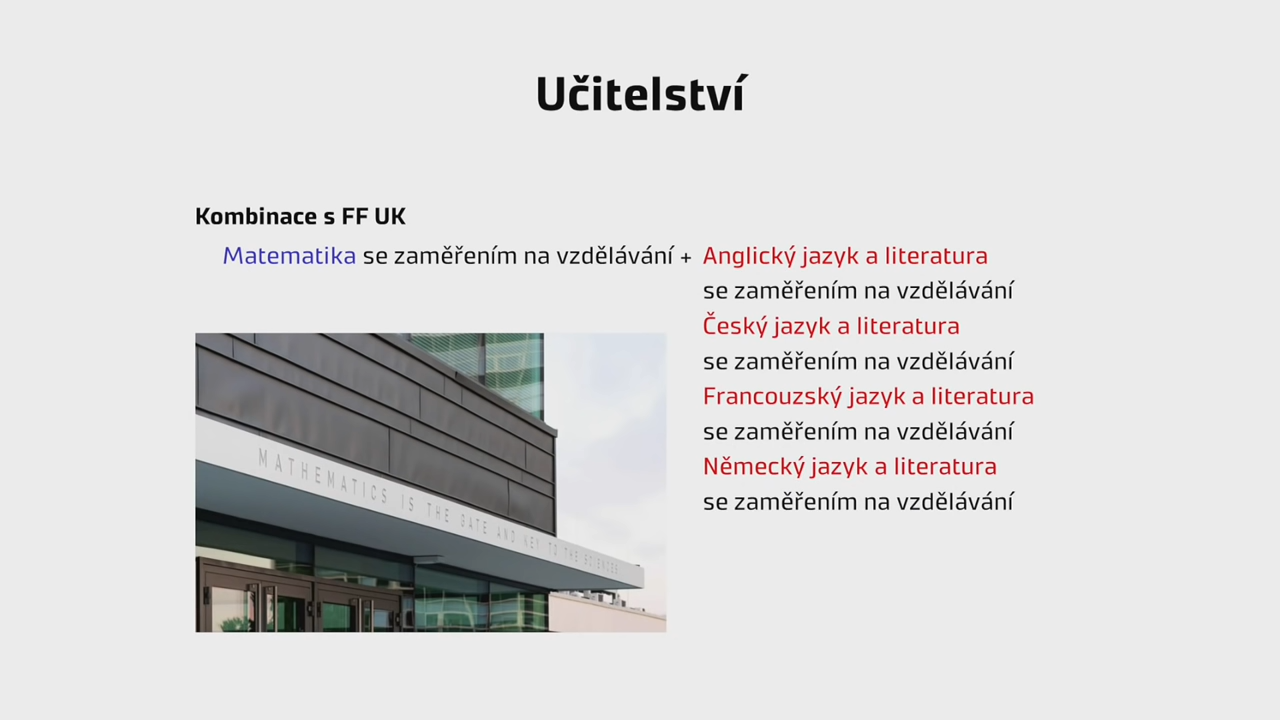 Učitelství
Kombinace s FF UK
Matematika se zaměřením na vzdělávání + Anglický jazyk a literatura
se zaměřením na vzdělávání
Český jazyk a literatura
se zaměřením na vzdělávání
Francouzský jazyk a literatura
se zaměřením na vzdělávání
Německý jazyk a literatura
se zaměřením na vzdělávání
MATHEMATICS IS THE GATE AND KEY TO THE SCIENCES